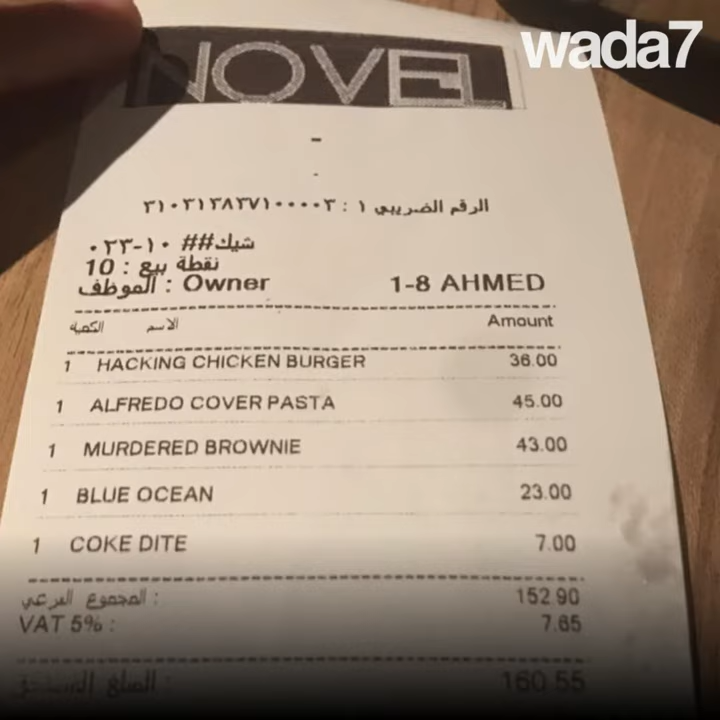 wada7
NOVEL
الرقم الضريبي ١ : ٣١٠٣١٣٨٣٧١٠٠٠٠٣
شيك## ١٠-٠٢٣
نقطة بيع : 10
الموظف : Owner 1-8 AHMED
الكمية الاسم Amount
1 HACKING CHICKEN BURGER 36.00
1 ALFREDO COVER PASTA 45.00
1 MURDERED BROWNIE 43.00
1 BLUE OCEAN 23.00
1 COKE DITE 7.00
المجموع الفرعي : 152.90
VAT 5% : 7.65
المبلغ المستحق : 160.55